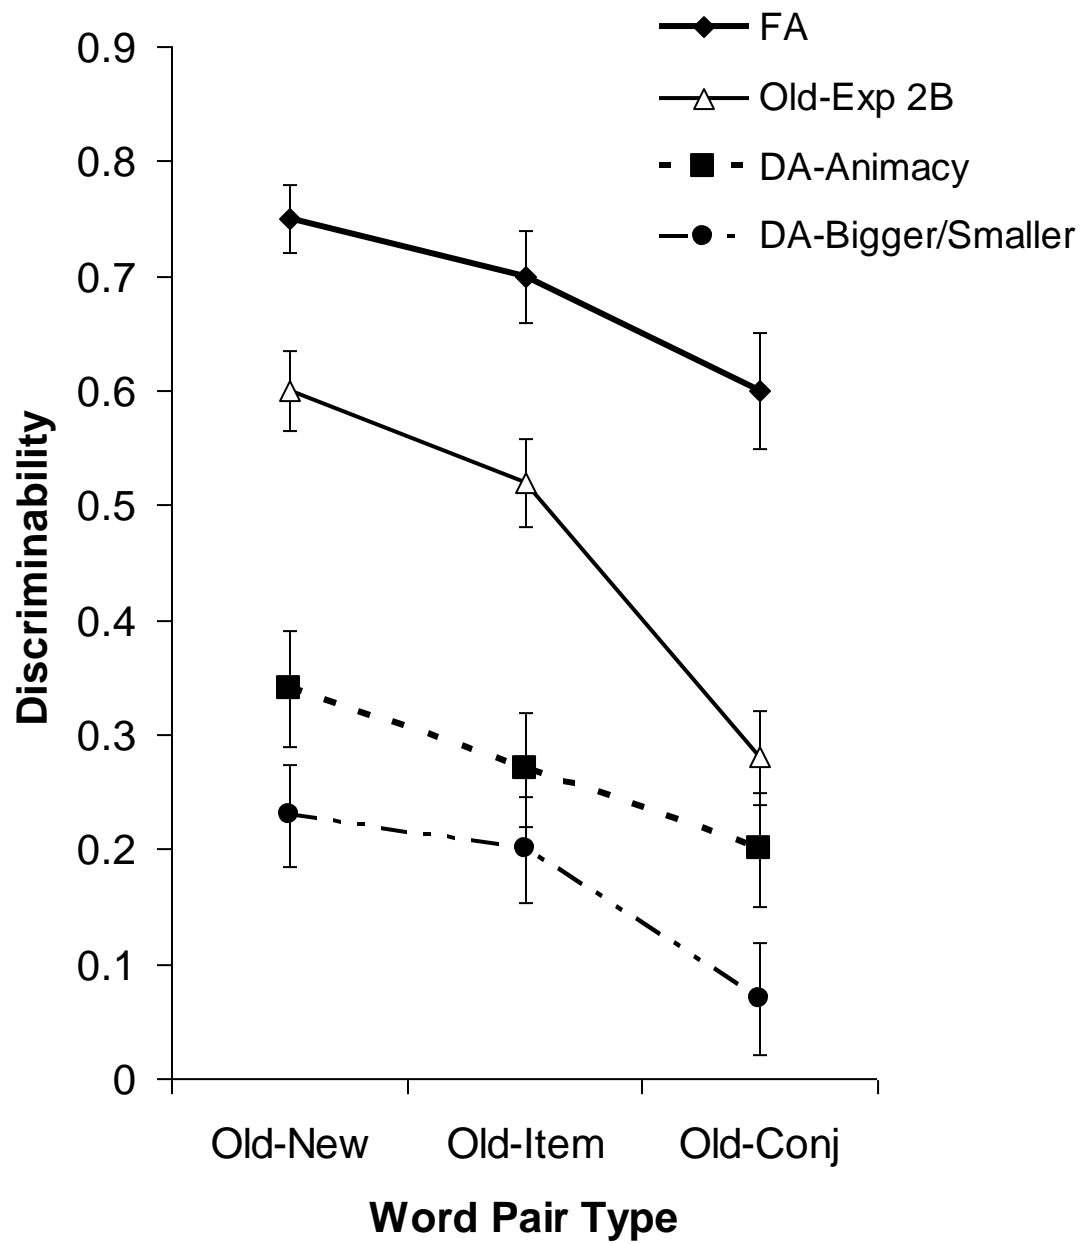 FA
Old-Exp 2B
DA-Animacy
DA-Bigger/Smaller
0.9
0.8
0.7
0.6
0.5
0.4
0.3
0.2
0.1
0
Discriminability
Old-New Old-Item Old-Conj
Word Pair Type